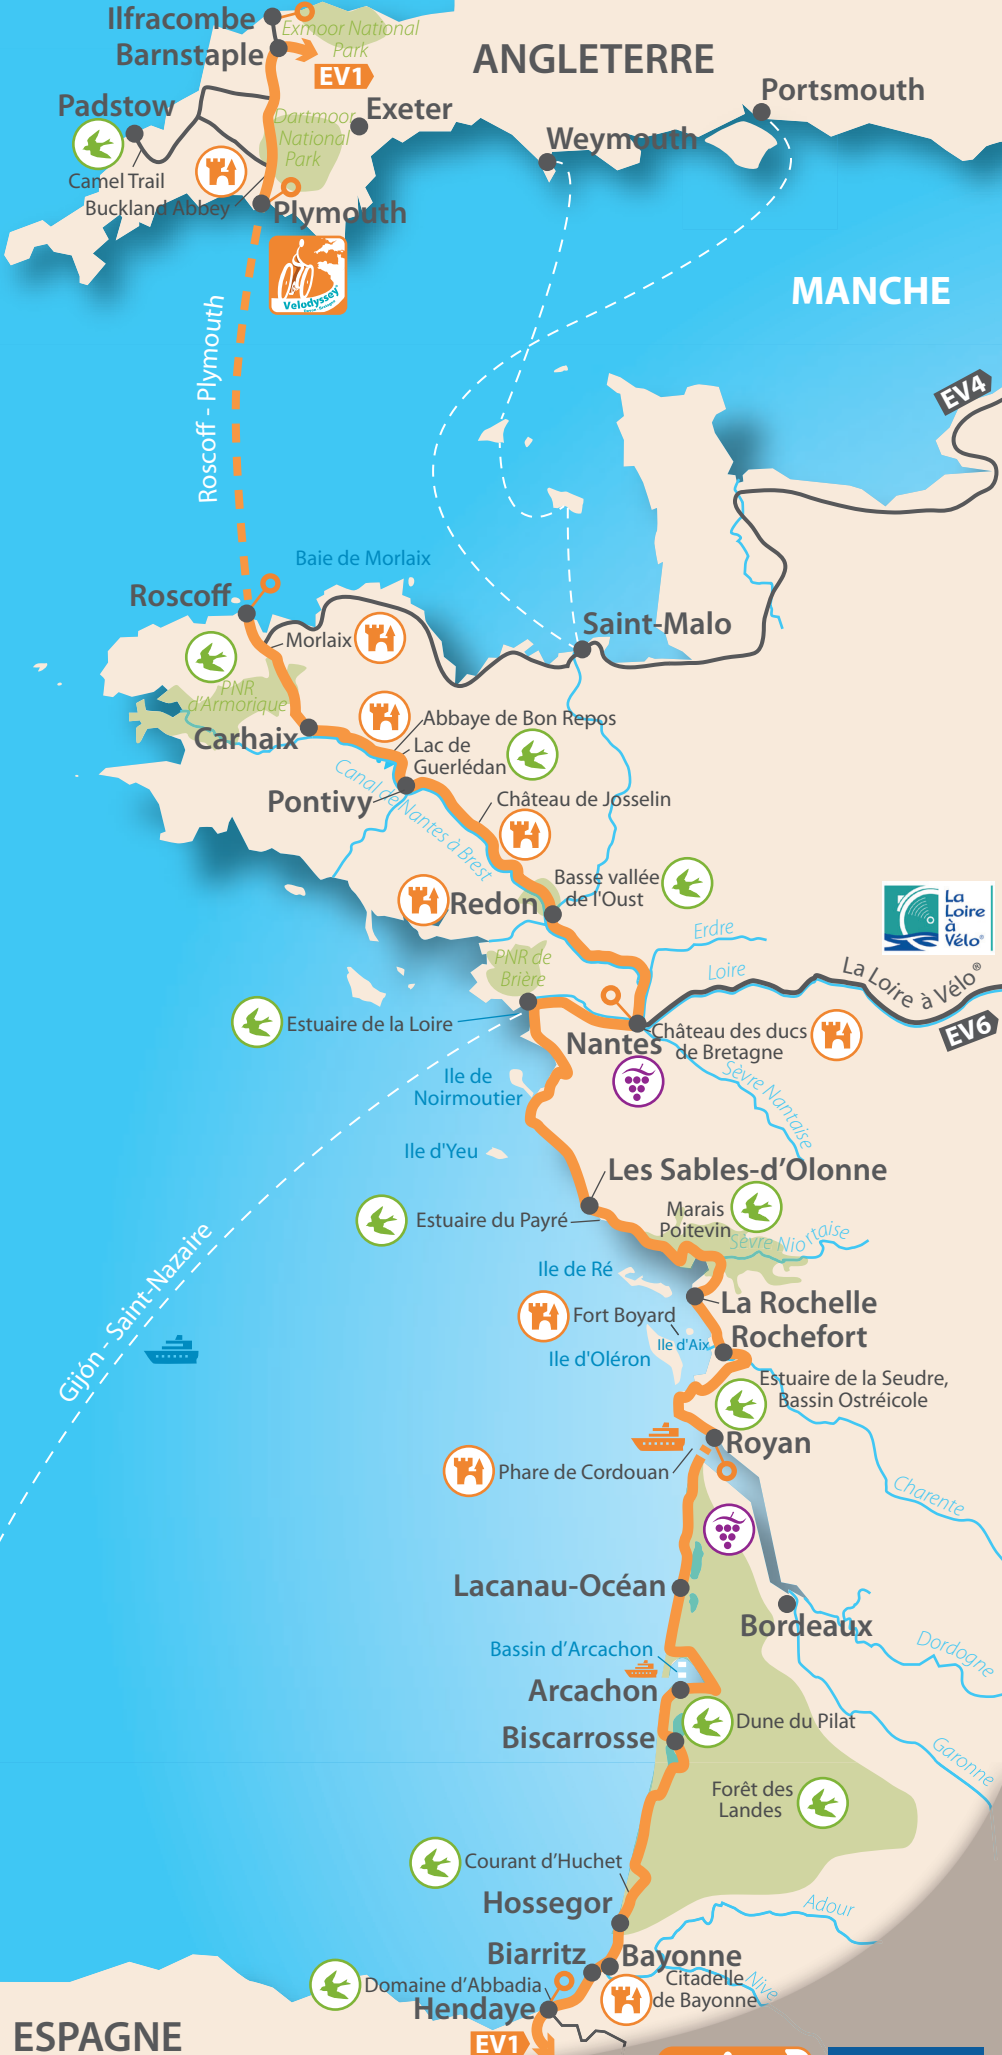 Ilfracombe
Exmoor National
Park
Barnstaple
EV1
ANGLETERRE
Padstow
Exeter
Portsmouth
Dartmoor
National
Park
Weymouth
Camel Trail
Buckland Abbey
Plymouth
Velodyssey
MANCHE
Roscoff - Plymouth
EV4
Baie de Morlaix
Roscoff
Morlaix
Saint-Malo
PNR
d'Armorique
Carhaix
Abbaye de Bon Repos
Lac de
Guerlédan
Canal de Nantes à Brest
Pontivy
Château de Josselin
Basse vallée
de l'Oust
Redon
La
Loire
à
Vélo®
Erdre
PNR de
Brière
Loire
La Loire à Vélo®
EV6
Estuaire de la Loire
Nantes
Château des ducs
de Bretagne
Sèvre Nantaise
Ile de
Noirmoutier
Ile d'Yeu
Les Sables-d'Olonne
Estuaire du Payré
Marais
Poitevin
Sèvre Niortaise
Gijón - Saint-Nazaire
Ile de Ré
La Rochelle
Fort Boyard
Rochefort
Ile d'Aix
Ile d'Oléron
Estuaire de la Seudre,
Bassin Ostréicole
Royan
Phare de Cordouan
Charente
Lacanau-Océan
Bordeaux
Dordogne
Bassin d'Arcachon
Arcachon
Dune du Pilat
Biscarrosse
Garonne
Forêt des
Landes
Courant d'Huchet
Hossegor
Adour
Biarritz
Bayonne
Citadelle
de Bayonne
Nive
Domaine d'Abbadia
Hendaye
ESPAGNE
EV1